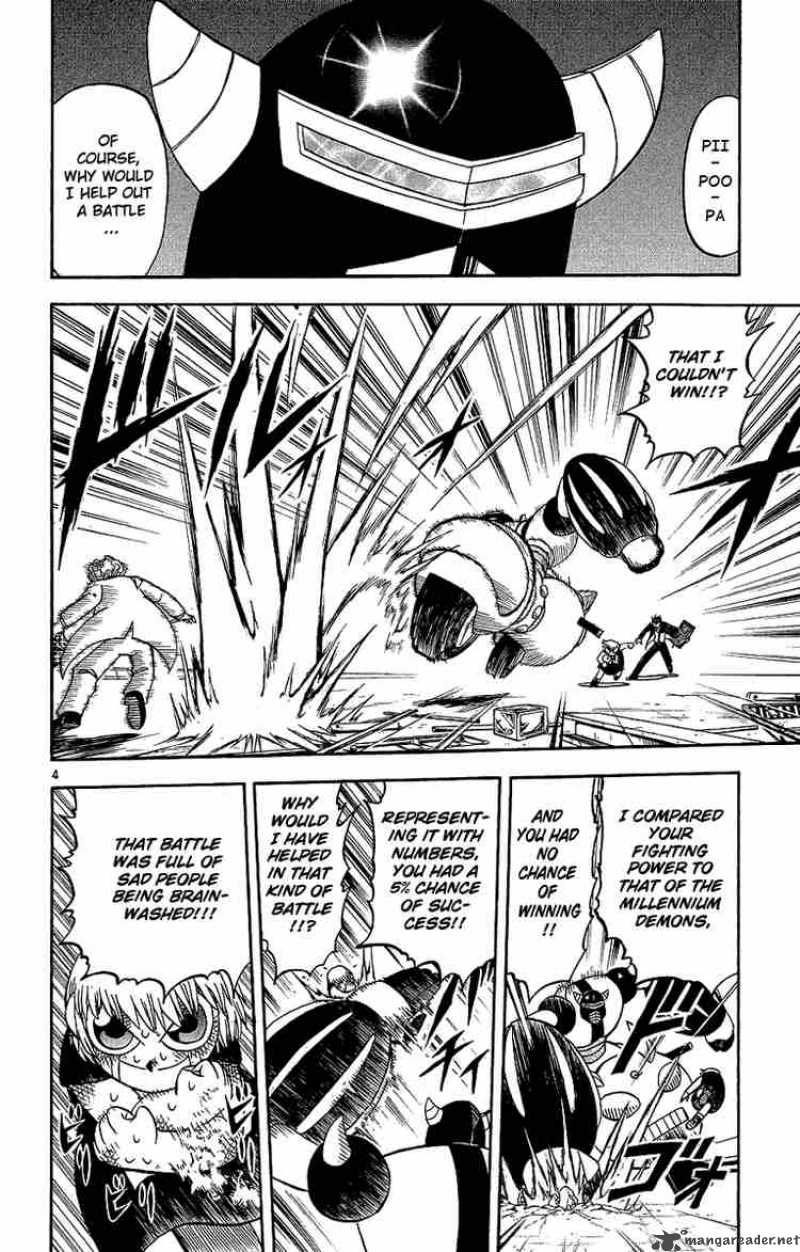 PII
-
POO
-
PA
OF
COURSE,
WHY WOULD
I HELP OUT
A BATTLE
...
THAT I
COULDN'T
WIN!!?
ド
ド
4
I COMPARED
YOUR
FIGHTING
POWER TO
THAT OF THE
MILLENNIUM
DEMONS,
AND
YOU HAD
NO
CHANCE
OF
WINNING
!!
REPRESENT-
ING IT WITH
NUMBERS,
YOU HAD A
5% CHANCE
OF SUC-
CESS!!
WHY
WOULD
I HAVE
HELPED
IN THAT
KIND OF
BATTLE
!!?
THAT BATTLE
WAS FULL OF
SAD PEOPLE
BEING BRAIN-
WASHED!!!
mangareader.net